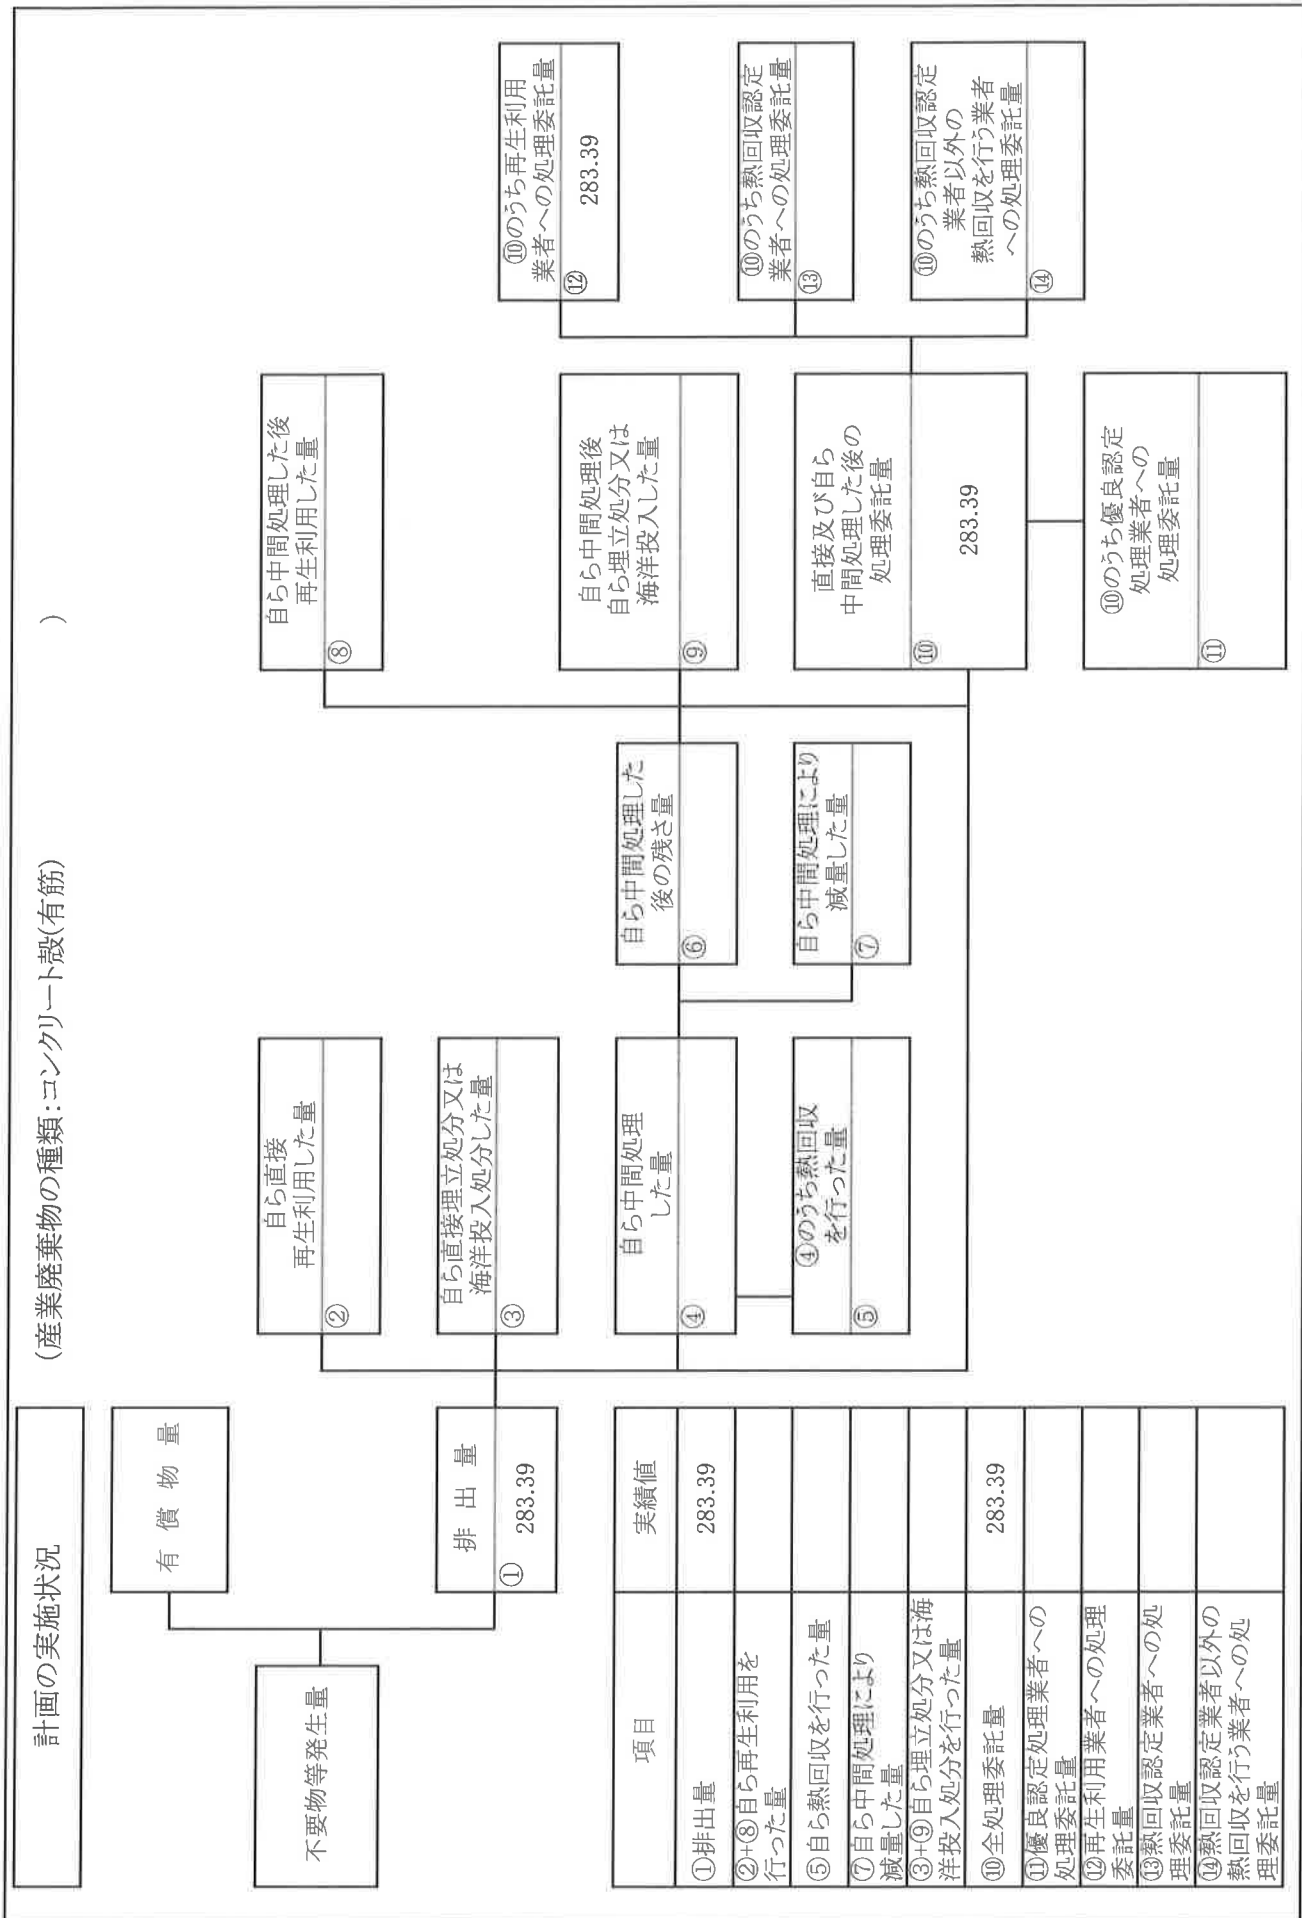 計画の実施状況
(産業廃棄物の種類:コンクリート殻(有筋)
)
不要物等発生量
有償物量
排出量
①
283.39
自ら直接
再生利用した量
②
自ら直接埋立処分又は
海洋投入処分した量
③
自ら中間処理
した量
④
④のうち熱回収
を行った量
⑤
自ら中間処理した
後の残さ量
⑥
自ら中間処理により
減量した量
⑦
自ら中間処理した後
再生利用した量
⑧
自ら中間処理後
自ら埋立処分又は
海洋投入した量
⑨
直接及び自ら
中間処理した後の
処理委託量
⑩
283.39
⑩のうち優良認定
処理業者への
処理委託量
⑪
⑩のうち再生利用
業者への処理委託量
⑫
283.39
⑩のうち熱回収認定
業者への処理委託量
⑬
⑩のうち熱回収認定
業者以外の
熱回収を行う業者
への処理委託量
⑭
項目 実績値
①排出量 283.39
②+⑧自ら再生利用を
行った量
⑤自ら熱回収を行った量
⑦自ら中間処理により
減量した量
③+⑨自ら埋立処分又は海
洋投入処分を行った量
⑩全処理委託量 283.39
⑪優良認定処理業者への
処理委託量
⑫再生利用業者への処理
委託量
⑬熱回収認定業者への処
理委託量
⑭熱回収認定業者以外の
熱回収を行う業者への処
理委託量